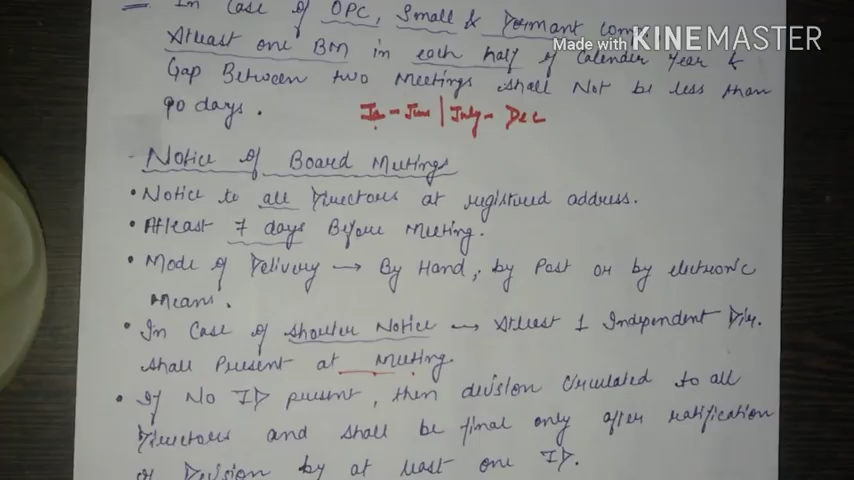 = In Case of OPC, Small & Dormant com
Made with KINEMASTER
Atleast one BM in each half of Calender Year &
Gap Between two Meetings shall Not be less than
90 days.
Jan - June | July - Dec
- Notice of Board Meetings
• Notice to all Directors at registered address.
• Atleast 7 days Before Meeting.
• Mode of Delivery → By Hand, by Post or by electronic
Means.
• In Case of shorter Notice → Atleast 1 Independent Dir.
shall Present at Meeting.
• If No ID present, then decision circulated to all
Directors and shall be final only after ratification
of Decision by at least one ID.